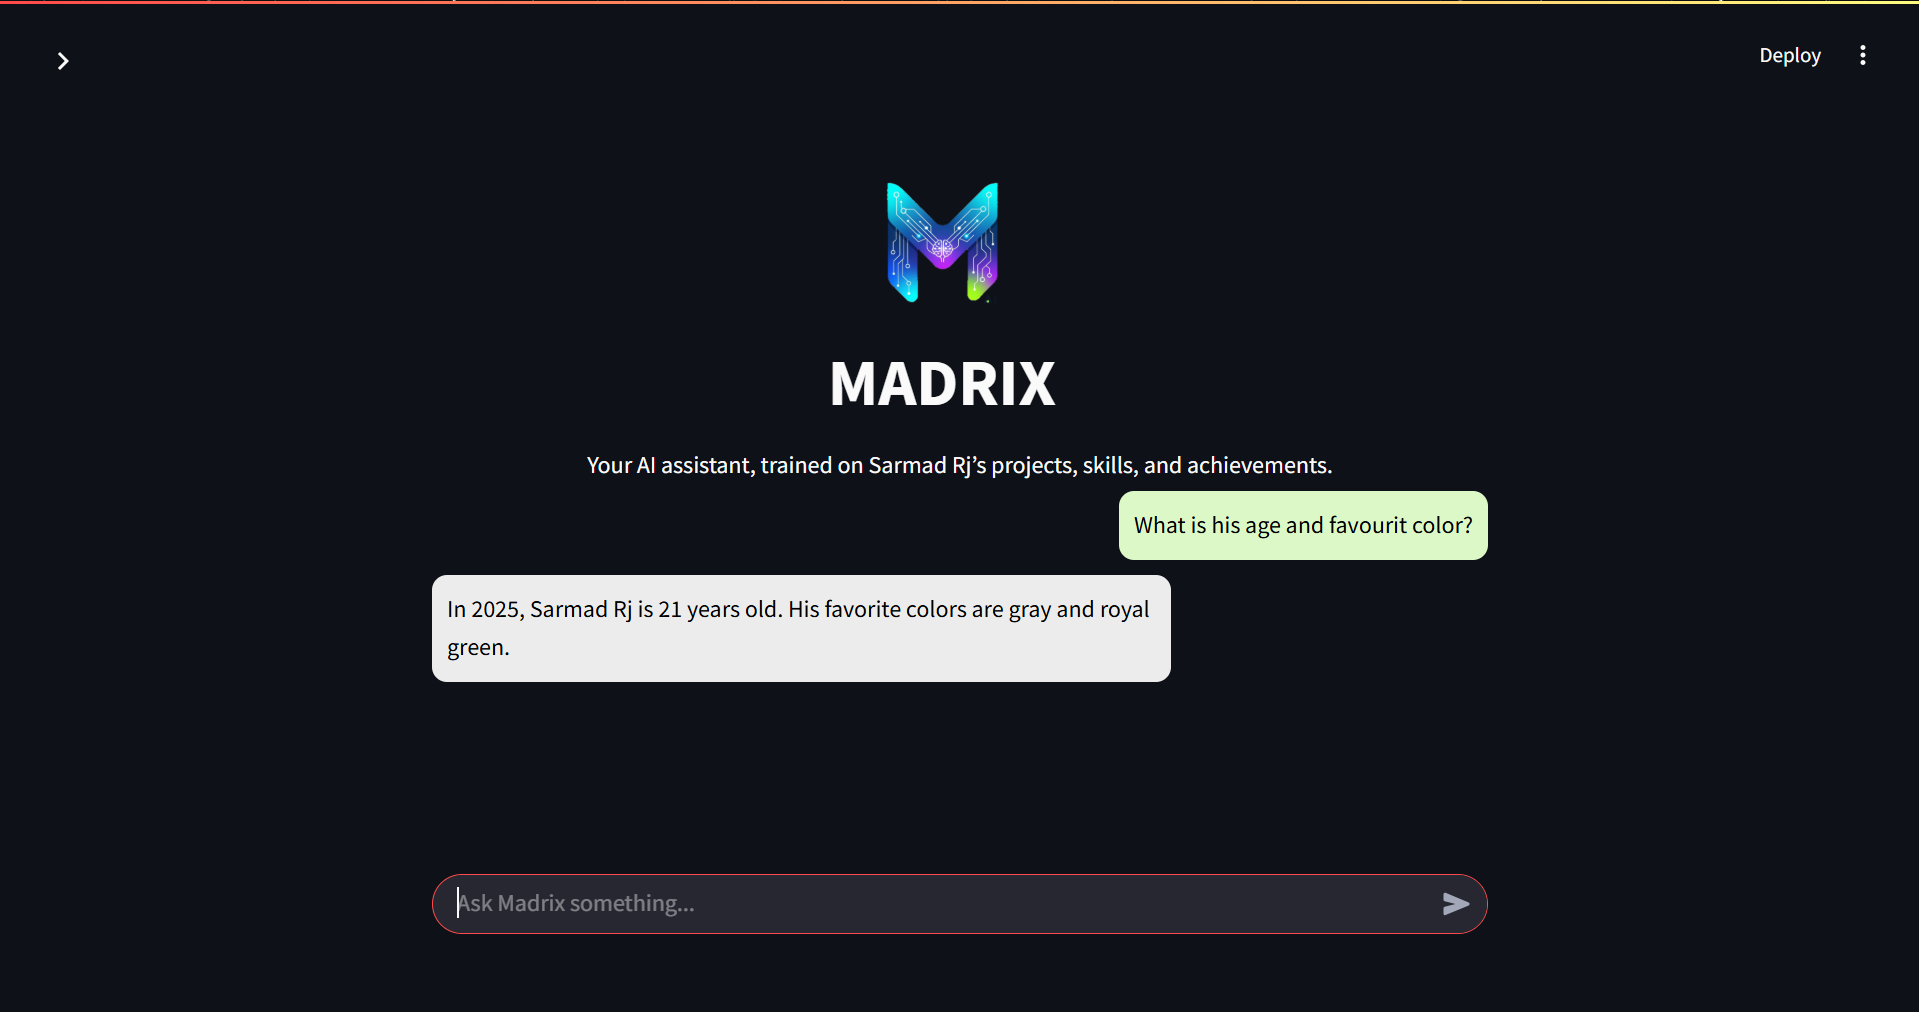 Deploy
MADRIX
Your AI assistant, trained on Sarmad Rj’s projects, skills, and achievements.
What is his age and favourit color?
In 2025, Sarmad Rj is 21 years old. His favorite colors are gray and royal
green.
Ask Madrix something...